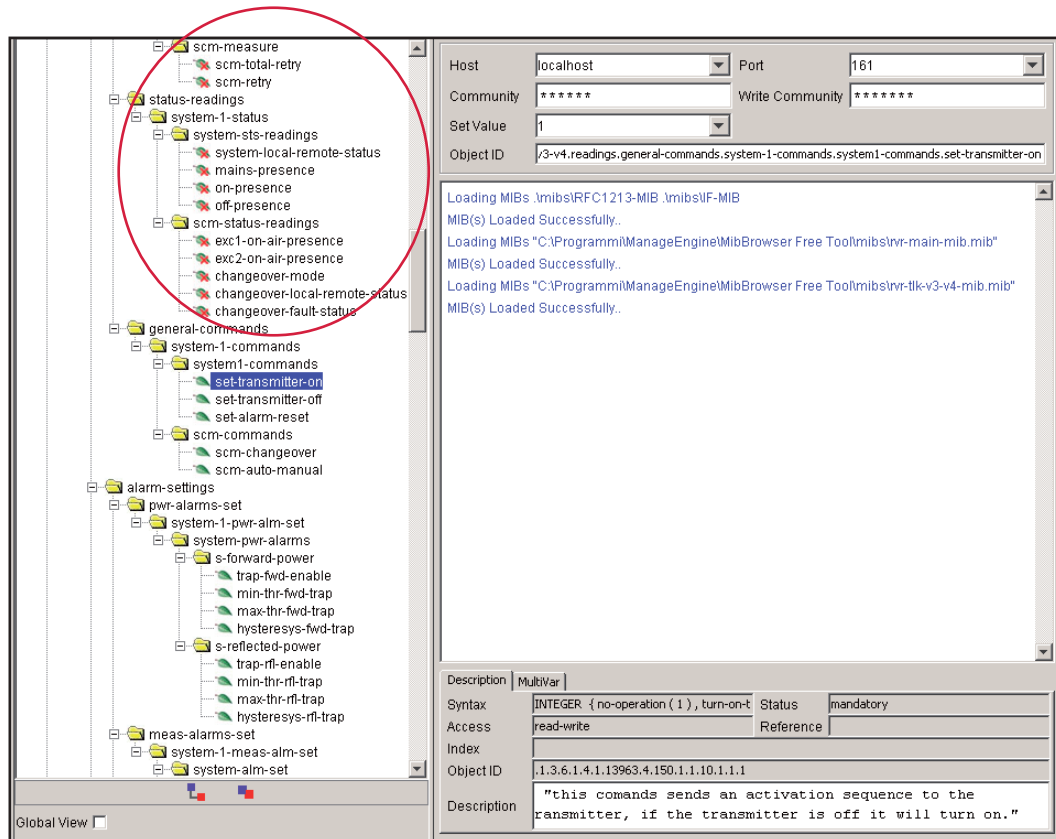 scm-measure
scm-total-retry
scm-retry
status-readings
system-1-status
system-sts-readings
system-local-remote-status
mains-presence
on-presence
off-presence
scm-status-readings
exc1-on-air-presence
exc2-on-air-presence
changeover-mode
changeover-local-remote-status
changeover-fault-status
general-commands
system-1-commands
system1-commands
set-transmitter-on
set-transmitter-off
set-alarm-reset
scm-commands
scm-changeover
scm-auto-manual
alarm-settings
pwr-alarms-set
system-1-pwr-alm-set
system-pwr-alarms
s-forward-power
trap-fwd-enable
min-thr-fwd-trap
max-thr-fwd-trap
hysteresys-fwd-trap
s-reflected-power
trap-rfl-enable
min-thr-rfl-trap
max-thr-rfl-trap
hysteresys-rfl-trap
meas-alarms-set
system-1-meas-alm-set
system-alm-set
Global View
Host localhost Port 161
Community ****** Write Community *******
Set Value 1
Object ID /3-v4.readings.general-commands.system-1-commands.system1-commands.set-transmitter-on
Loading MIBs .\mibs\RFC1213-MIB .\mibs\IF-MIB
MIB(s) Loaded Successfully..
Loading MIBs "C:\Programmi\ManageEngine\MibBrowser Free Tool\mibs\rvr-main-mib.mib"
MIB(s) Loaded Successfully..
Loading MIBs "C:\Programmi\ManageEngine\MibBrowser Free Tool\mibs\rvr-tlk-v3-v4-mib.mib"
MIB(s) Loaded Successfully..
Description MultiVar
Syntax INTEGER { no-operation ( 1 ) , turn-on-t Status mandatory
Access read-write Reference
Index
Object ID .1.3.6.1.4.1.13963.4.150.1.1.10.1.1.1
Description "this comands sends an activation sequence to the
ransmitter, if the transmitter is off it will turn on."